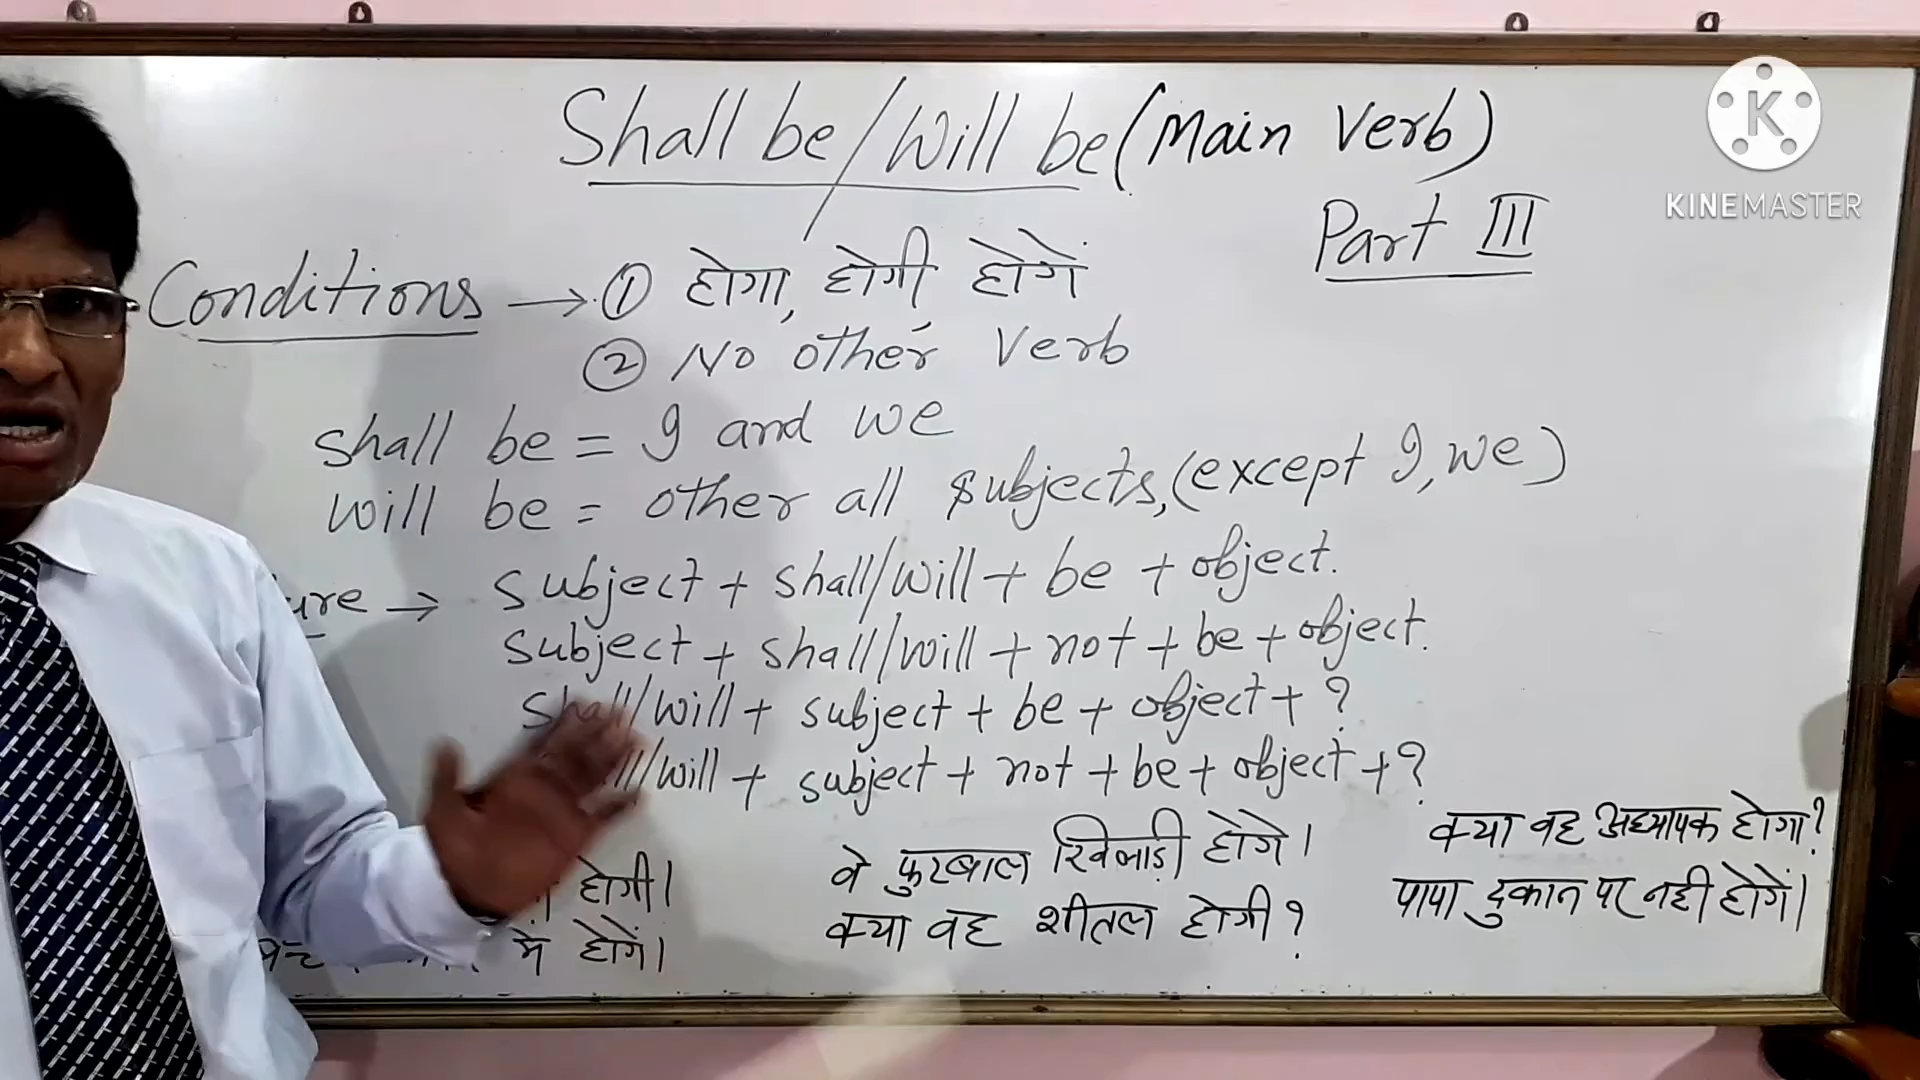 Shall be/Will be (Main Verb)
Part III
KINEMASTER
Conditions → ① होगा, होगी, होगें
② No other verb
shall be = I and we
will be = other all subjects, (except I, we)
→ subject + shall/will + be + object.
subject + shall/will + not + be + object.
shall/will + subject + be + object + ?
/will + subject + not + be + object + ?
होगी।
में होगें।
वे फुटबाल खिलाड़ी होगे।
क्या वह शीतल होगी?
क्या वह अध्यापक होगा?
पापा दुकान पर नही होगें।